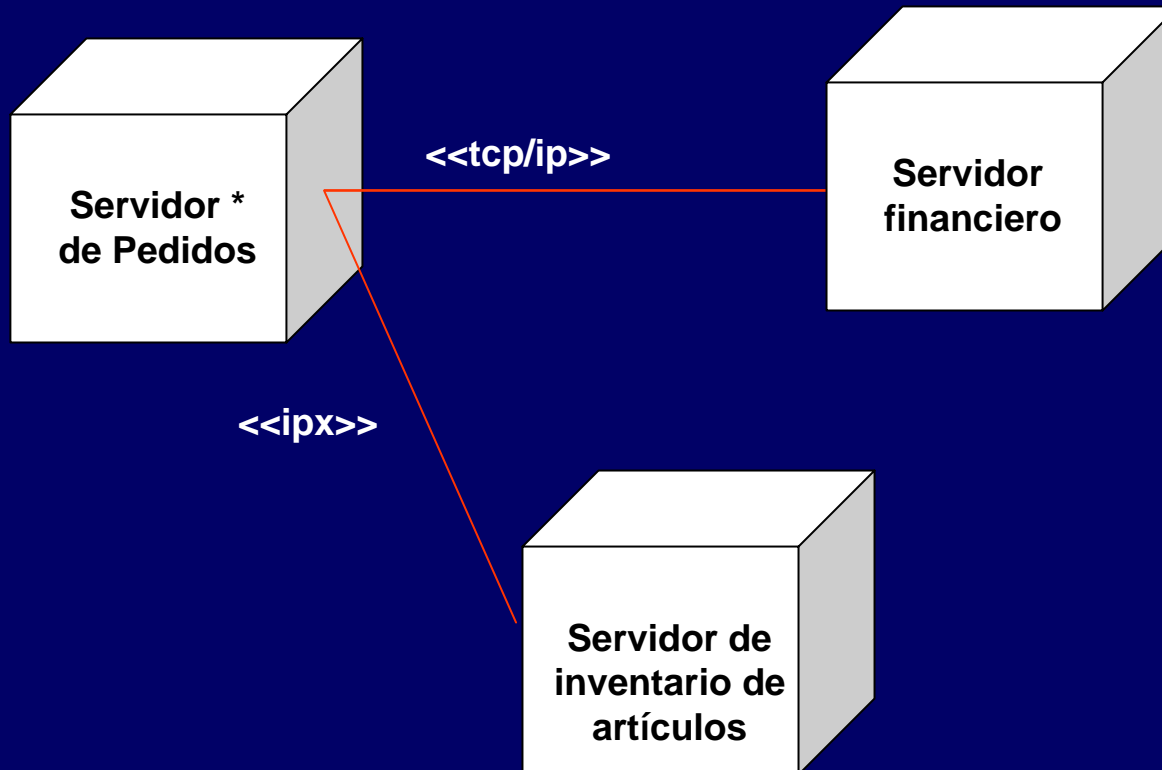 <<tcp/ip>>
Servidor *
de Pedidos
Servidor
financiero
<<ipx>>
Servidor de
inventario de
artículos